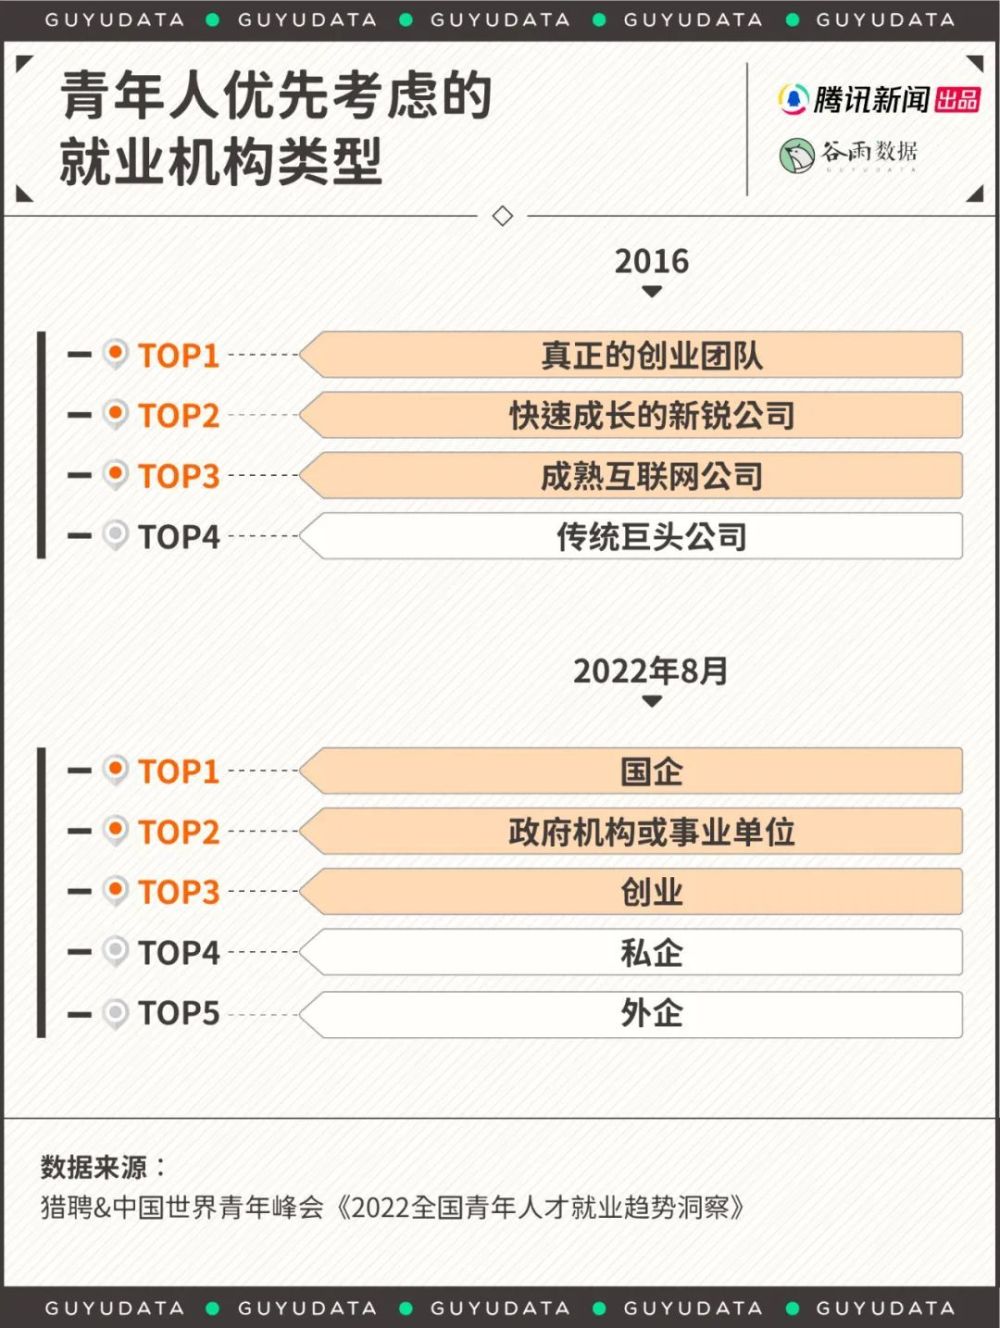 GUYUDATA GUYUDATA GUYUDATA GUYUDATA GUYUDATA
青年人优先考虑的
就业机构类型
腾讯新闻 出品
谷雨数据
GUYUDATA
2016
TOP1 真正的创业团队
TOP2 快速成长的新锐公司
TOP3 成熟互联网公司
TOP4 传统巨头公司
2022年8月
TOP1 国企
TOP2 政府机构或事业单位
TOP3 创业
TOP4 私企
TOP5 外企
数据来源：
猎聘&中国世界青年峰会《2022全国青年人才就业趋势洞察》
GUYUDATA GUYUDATA GUYUDATA GUYUDATA GUYUDATA